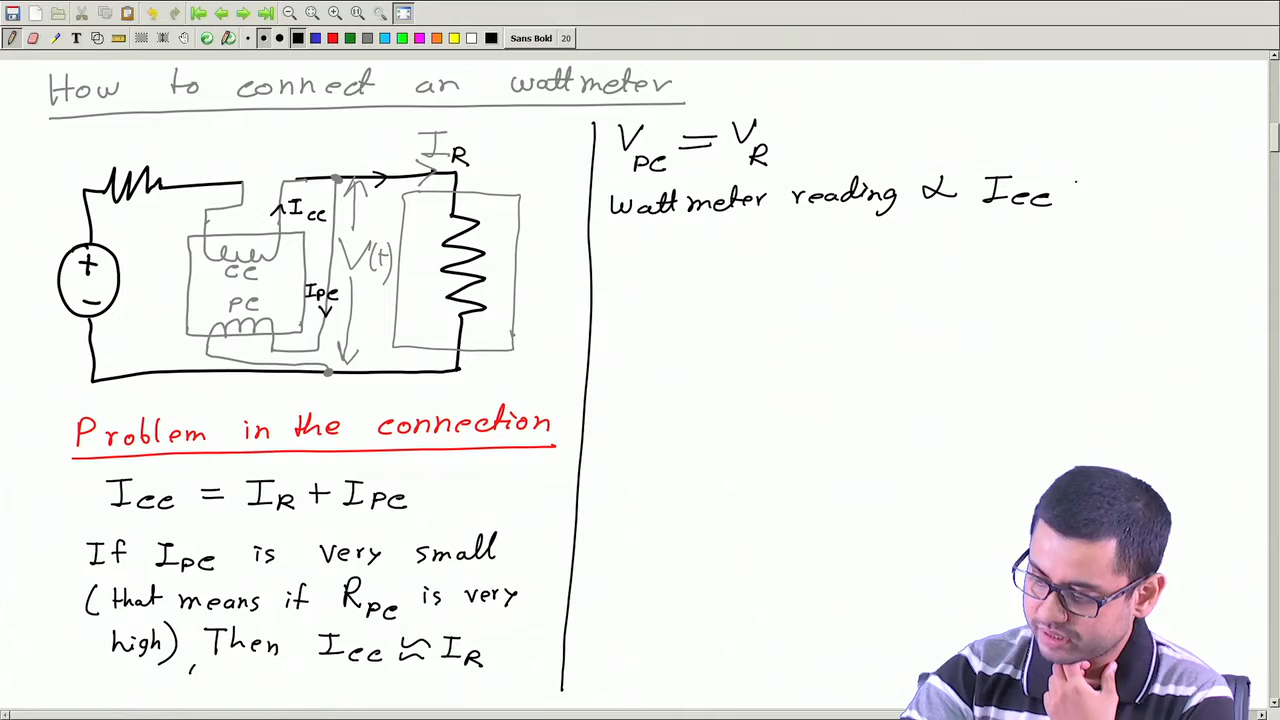 Sans Bold 20
How to connect an wattmeter
I_R
I_cc
V(t)
cc
I_PC
PC
Problem in the connection
I_cc = I_R + I_PC
If I_PC is very small
(that means if R_PC is very
high), Then I_cc ≈ I_R
V_PC = V_R
Wattmeter reading ∝ I_cc